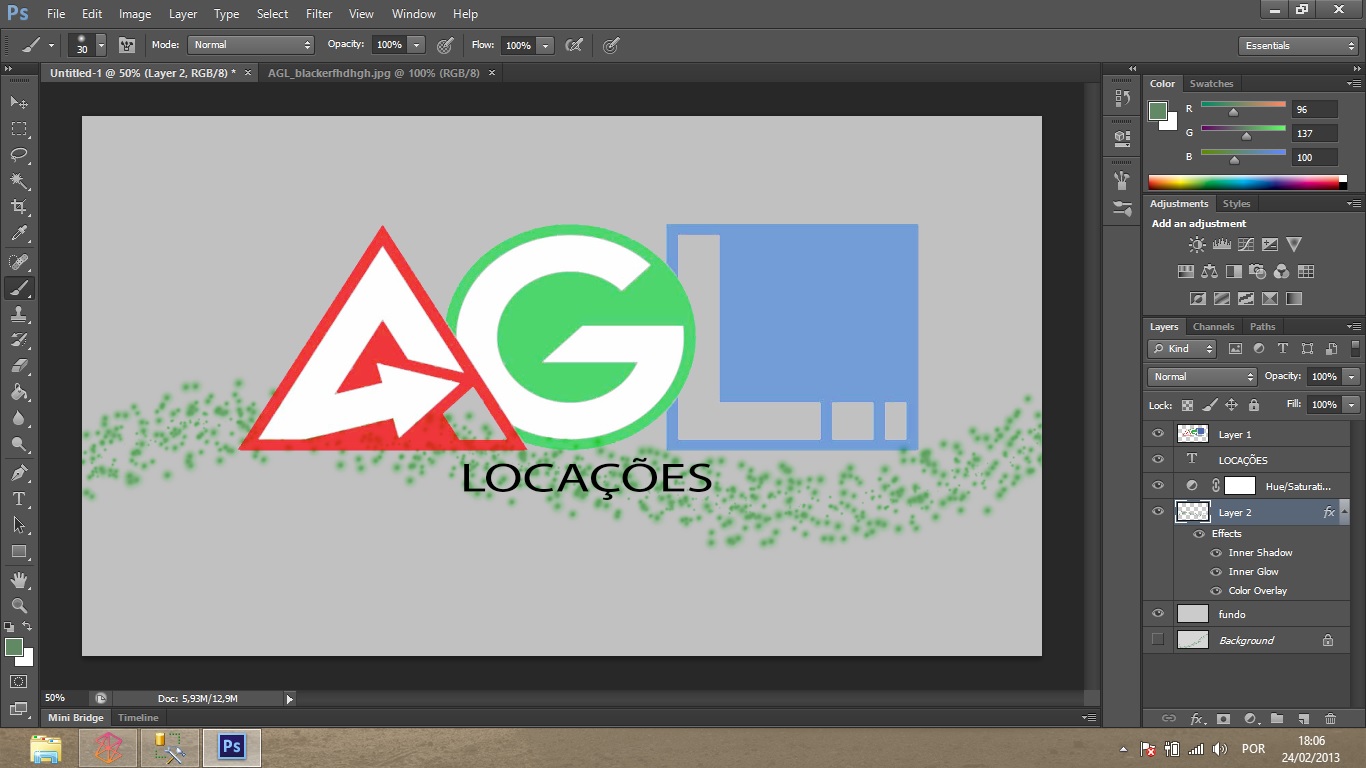 Ps File Edit Image Layer Type Select Filter View Window Help
30 Mode: Normal Opacity: 100% Flow: 100% Essentials
Untitled-1 @ 50% (Layer 2, RGB/8) * × AGL_blackerfhdhgh.jpg @ 100% (RGB/8) ×
Color Swatches
R 96
G 137
B 100
Adjustments Styles
Add an adjustment
AGL
LOCAÇÕES
Layers Channels Paths
Kind
Normal Opacity: 100%
Lock: Fill: 100%
Layer 1
T LOCAÇÕES
Hue/Saturati...
Layer 2 fx
Effects
Inner Shadow
Inner Glow
Color Overlay
fundo
Background
50% Doc: 5,93M/12,9M
Mini Bridge Timeline
Ps
POR
18:06
24/02/2013